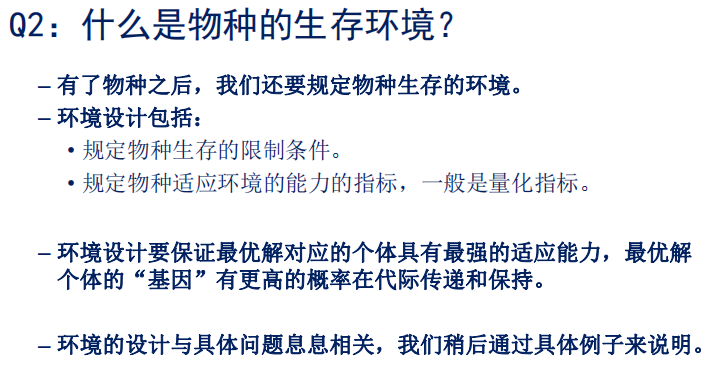 Q2：什么是物种的生存环境？
– 有了物种之后，我们还要规定物种生存的环境。
– 环境设计包括：
• 规定物种生存的限制条件。
• 规定物种适应环境的能力的指标，一般是量化指标。
– 环境设计要保证最优解对应的个体具有最强的适应能力，最优解
个体的“基因”有更高的概率在代际传递和保持。
– 环境的设计与具体问题息息相关，我们稍后通过具体例子来说明。